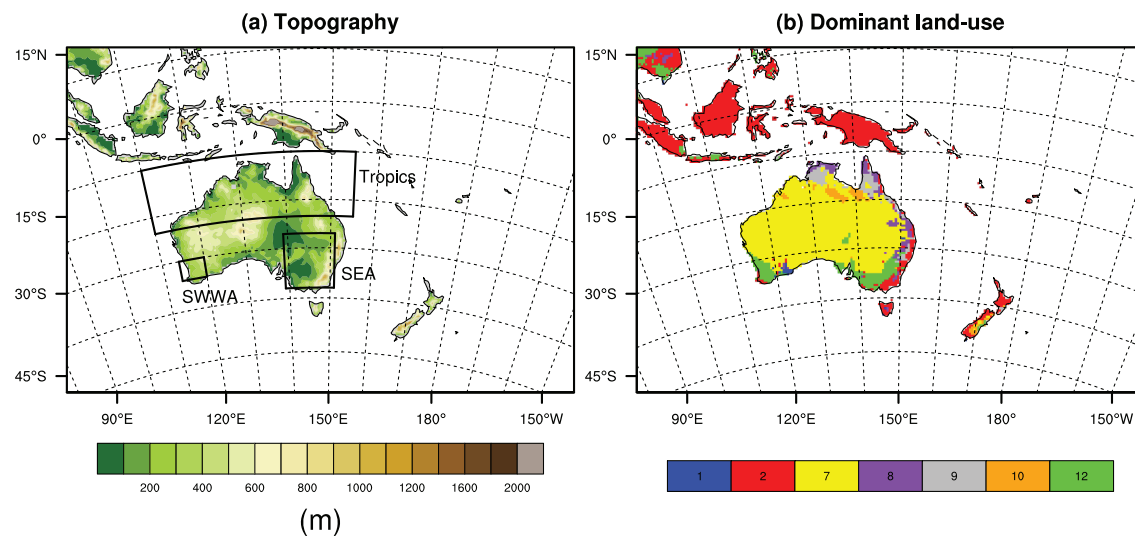 (a) Topography
(b) Dominant land-use
15°N
0°
15°S
30°S
45°S
Tropics
SEA
SWWA
90°E
120°E
150°E
180°
150°W
200
400
600
800
1000
1200
1600
2000
(m)
15°N
0°
15°S
30°S
45°S
90°E
120°E
150°E
180°
150°W
1
2
7
8
9
10
12